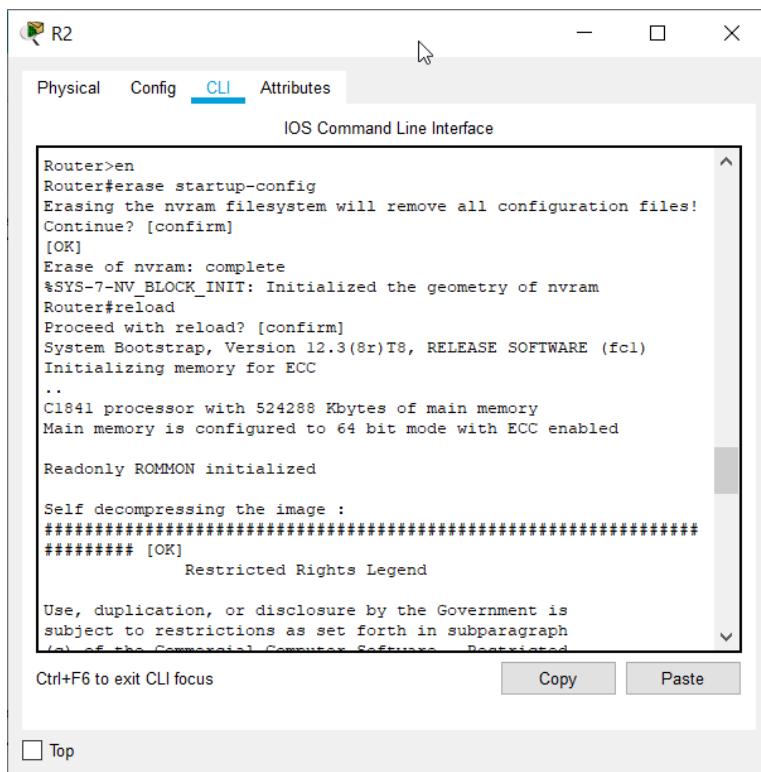 R2
Physical Config CLI Attributes
IOS Command Line Interface
Router>en
Router#erase startup-config
Erasing the nvram filesystem will remove all configuration files!
Continue? [confirm]
[OK]
Erase of nvram: complete
%SYS-7-NV_BLOCK_INIT: Initialized the geometry of nvram
Router#reload
Proceed with reload? [confirm]
System Bootstrap, Version 12.3(8r)T8, RELEASE SOFTWARE (fc1)
Initializing memory for ECC
..
C1841 processor with 524288 Kbytes of main memory
Main memory is configured to 64 bit mode with ECC enabled
Readonly ROMMON initialized
Self decompressing the image :
################################################################
######### [OK]
Restricted Rights Legend
Use, duplication, or disclosure by the Government is
subject to restrictions as set forth in subparagraph
(c) of the Commercial Computer Software - Restricted
Ctrl+F6 to exit CLI focus
Copy
Paste
Top